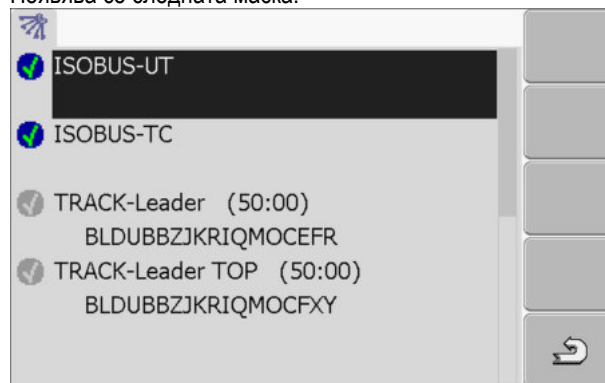 Появява се следната маска:
ISOBUS-UT
ISOBUS-TC
TRACK-Leader (50:00)
BLDUBBZJKRIQMOCEFR
TRACK-Leader TOP (50:00)
BLDUBBZJKRIQMOCFXY